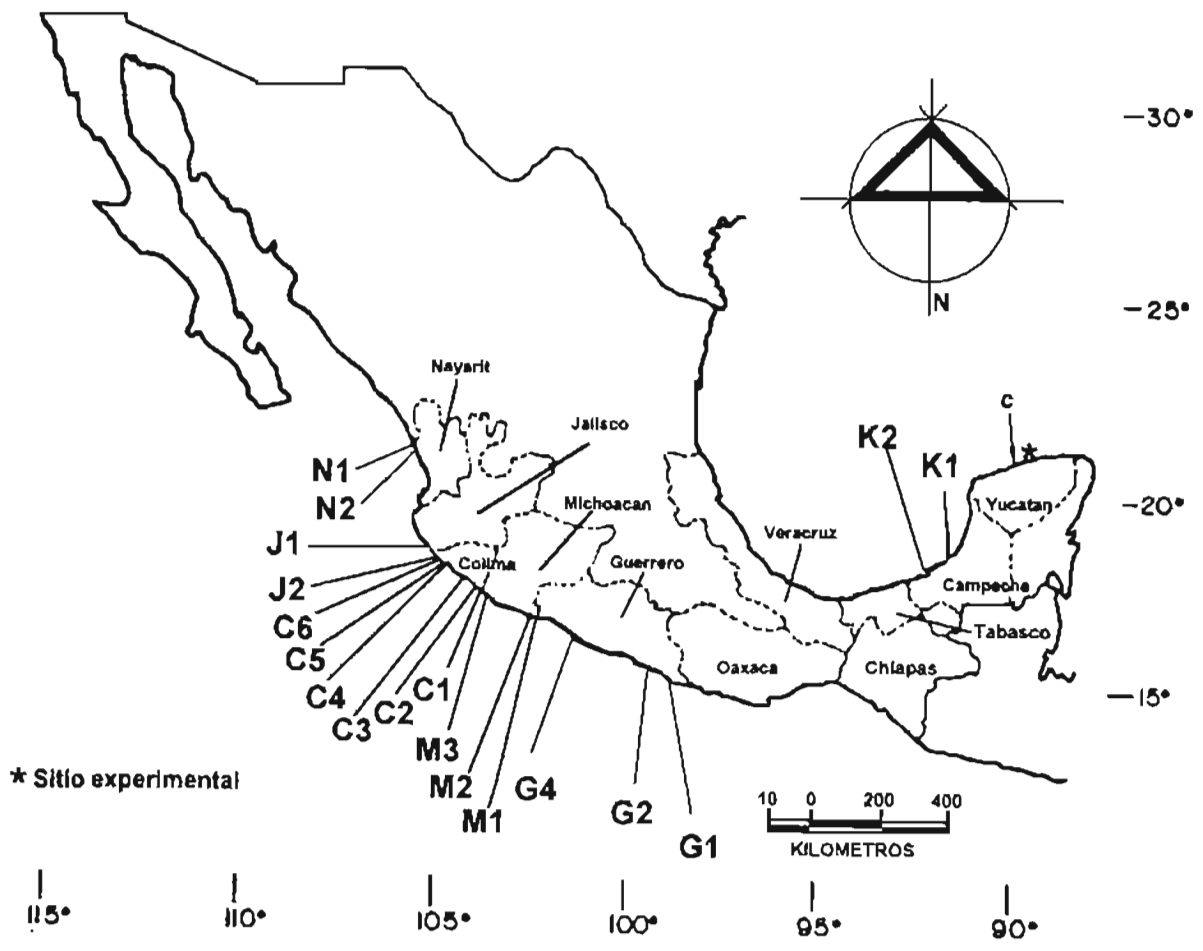 -30°
N
-25°
Nayarit
Jalisco
c
*
K2
K1
N1
N2
Michoacan
Yucatan
-20°
Veracruz
J1
Colima
Guerrero
J2
Campeche
C6
Tabasco
C5
Oaxaca
Chiapas
C4
C1
-15°
C3
C2
M3
* Sitio experimental
M2
G4
M1
G2
10 0 200 400
G1
KILOMETROS
115° 110° 105° 100° 95° 90°